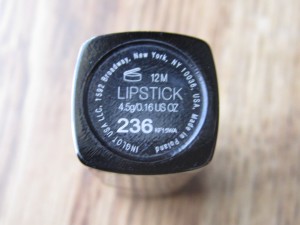 12M
LIPSTICK
4.5g/0.16 US OZ
236
INGLOT USA LLC, 1592 Broadway, New York, NY 10036, USA. Made in Poland